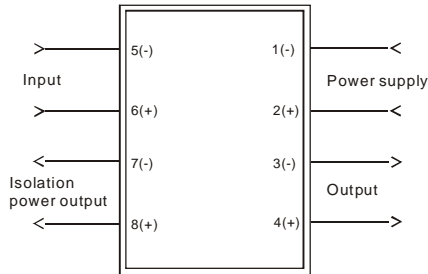 5(-)
1(-)
Input
Power supply
6(+)
2(+)
7(-)
3(-)
Isolation
power output
Output
8(+)
4(+)